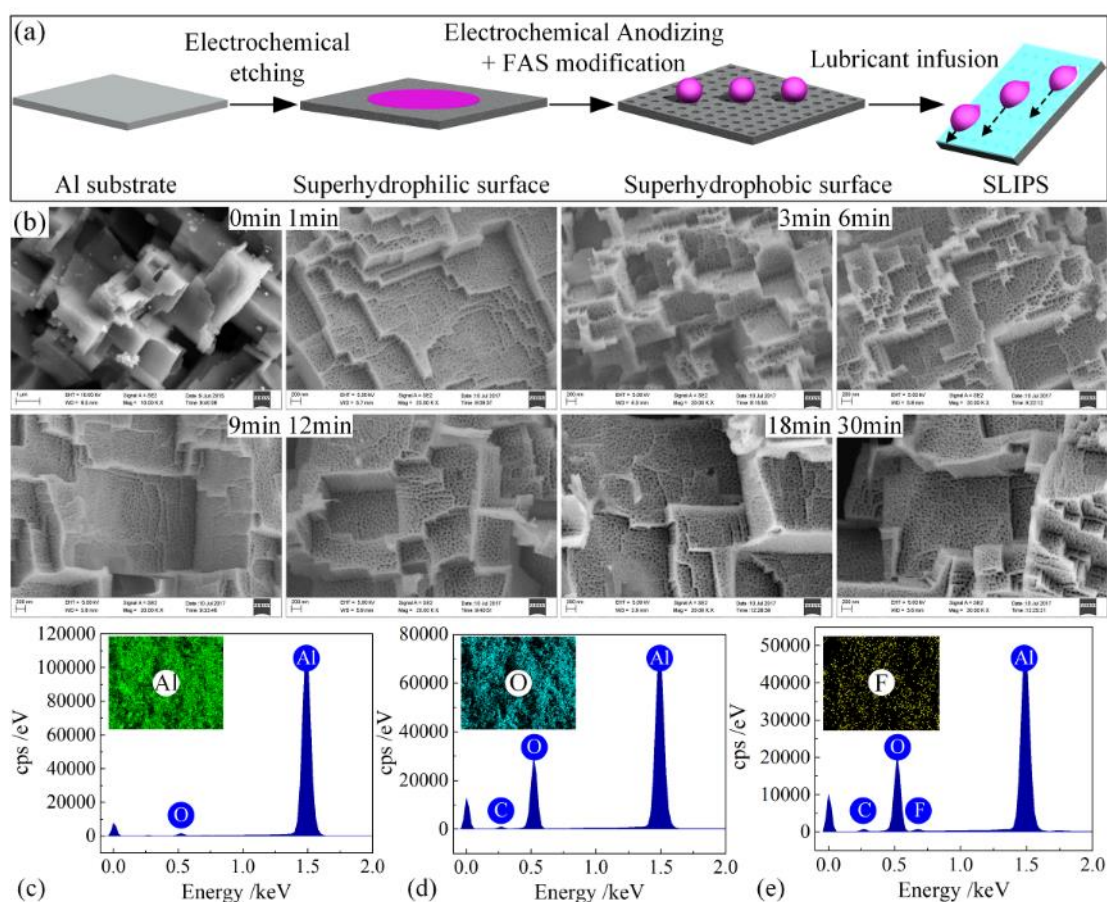 (a)
Electrochemical
etching
Electrochemical Anodizing
+ FAS modification
Lubricant infusion
Al substrate
Superhydrophilic surface
Superhydrophobic surface
SLIPS
(b)
0min
1min
3min
6min
9min
12min
18min
30min
120000
100000
80000
60000
40000
20000
0
cps /eV
Al
Al
O
0.0 0.5 1.0 1.5 2.0
Energy /keV
(c)
80000
60000
40000
20000
0
cps /eV
O
Al
O
C
0.0 0.5 1.0 1.5 2.0
Energy /keV
(d)
50000
40000
30000
20000
10000
0
cps /eV
F
Al
O
C
F
0.0 0.5 1.0 1.5 2.0
Energy /keV
(e)